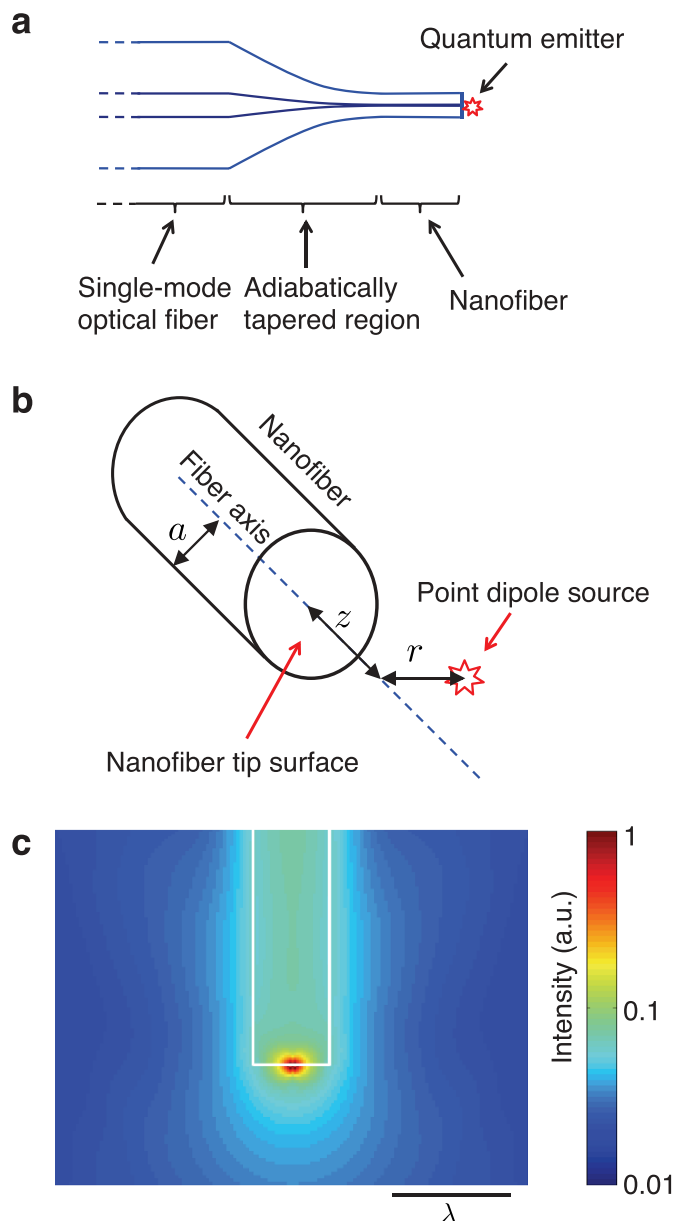 a
Quantum emitter
Single-mode
optical fiber
Adiabatically
tapered region
Nanofiber
b
Nanofiber
Fiber axis
a
z
r
Point dipole source
Nanofiber tip surface
c
1
0.1
0.01
Intensity (a.u.)
λ